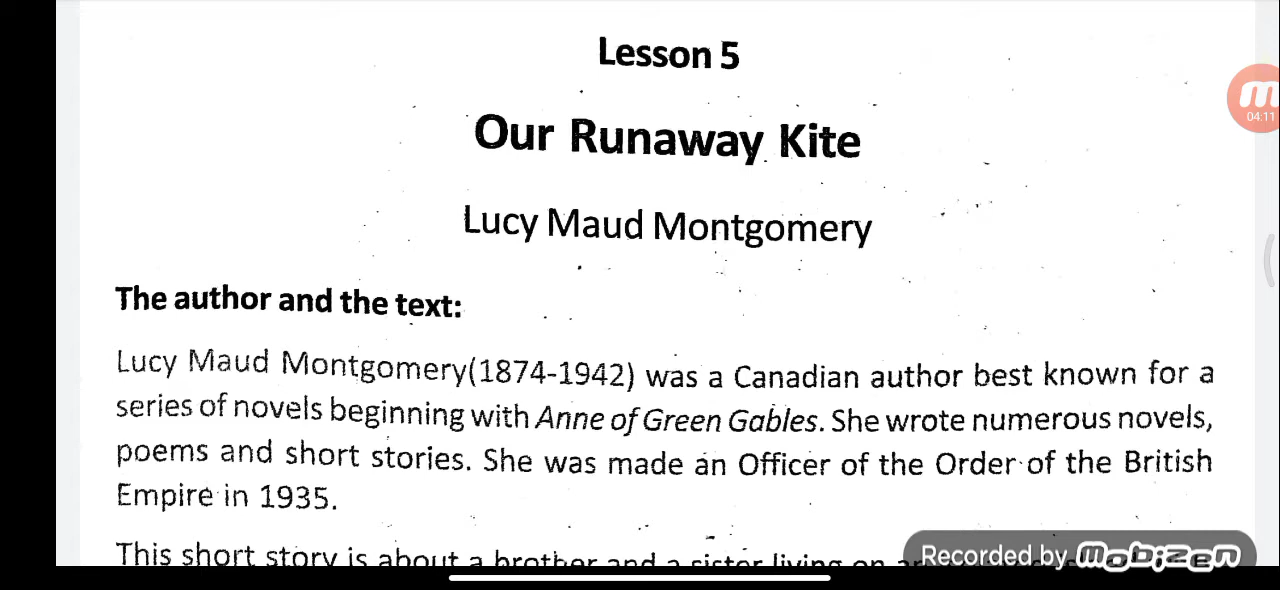 Lesson 5
Our Runaway Kite
Lucy Maud Montgomery
The author and the text:
Lucy Maud Montgomery(1874-1942) was a Canadian author best known for a
series of novels beginning with Anne of Green Gables. She wrote numerous novels,
poems and short stories. She was made an Officer of the Order of the British
Empire in 1935.
This short story is about a brother and a sister living on
04:11
Recorded by mobizen